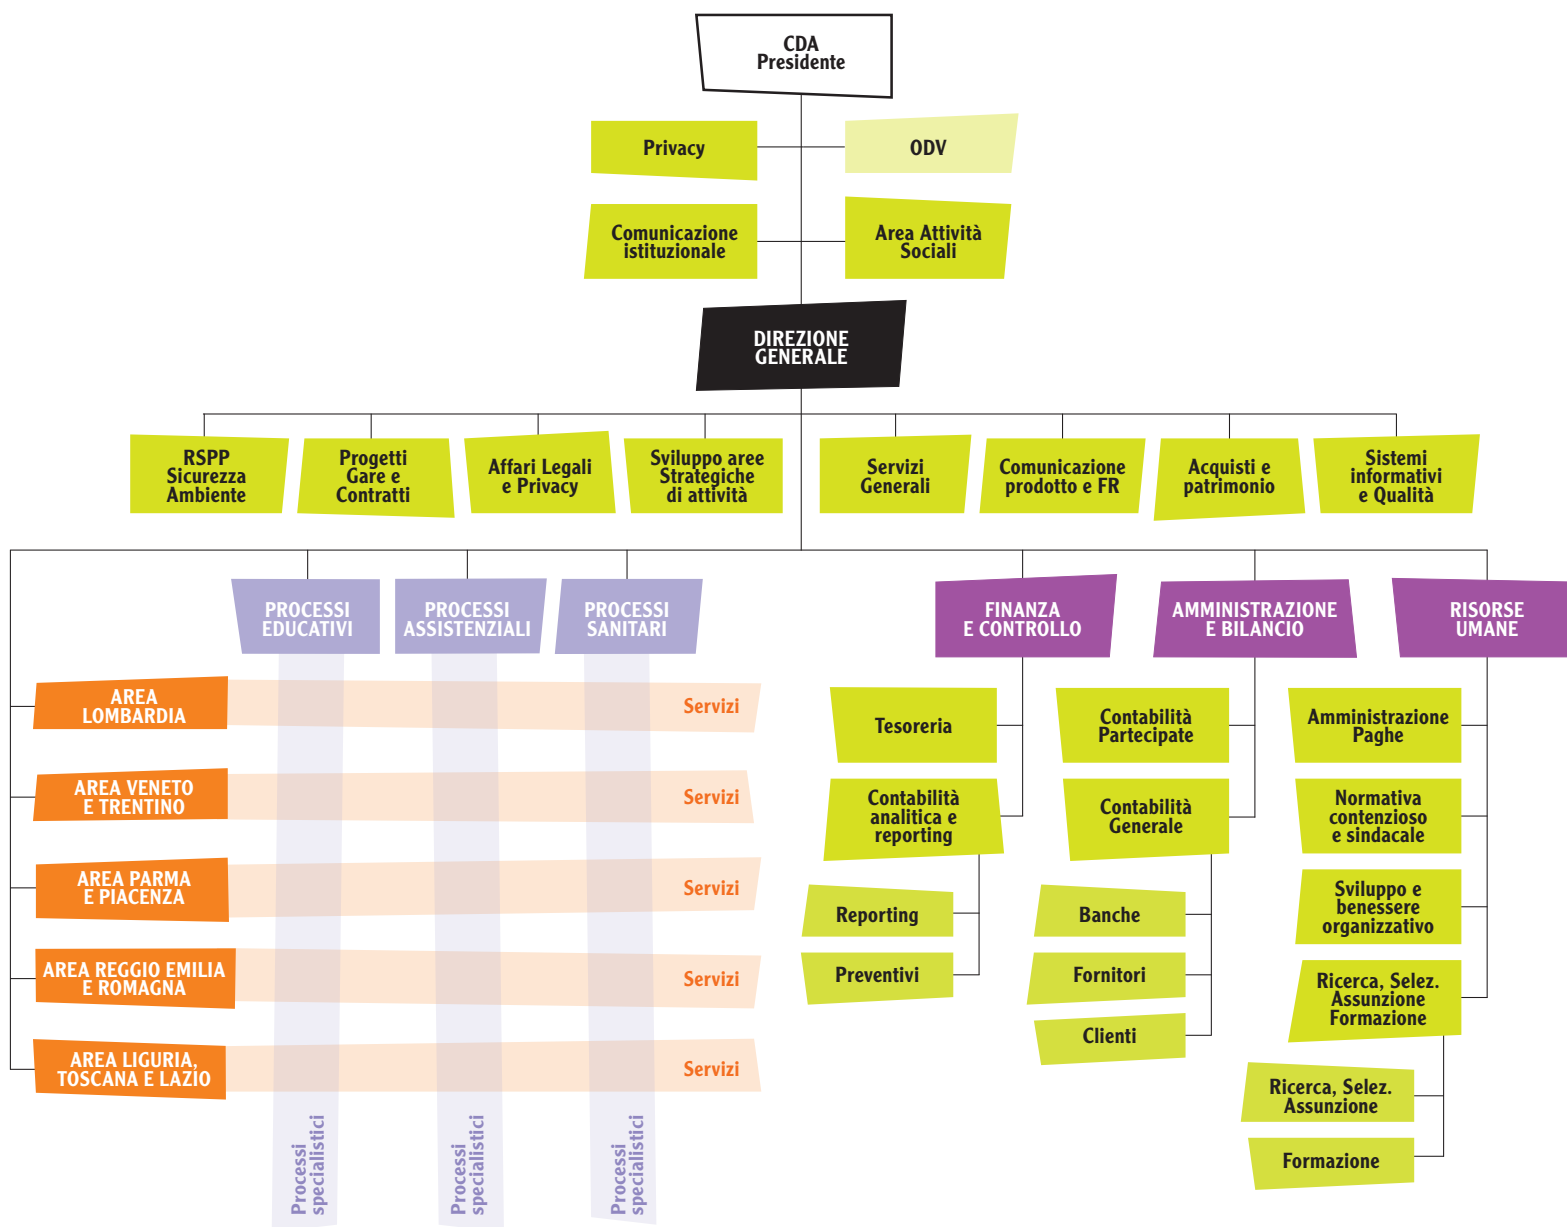 CDA
Presidente
Privacy
ODV
Comunicazione
istituzionale
Area Attività
Sociali
DIREZIONE
GENERALE
RSPP
Sicurezza
Ambiente
Progetti
Gare e
Contratti
Affari Legali
e Privacy
Sviluppo aree
Strategiche
di attività
Servizi
Generali
Comunicazione
prodotto e FR
Acquisti e
patrimonio
Sistemi
informativi
e Qualità
PROCESSI
EDUCATIVI
PROCESSI
ASSISTENZIALI
PROCESSI
SANITARI
FINANZA
E CONTROLLO
AMMINISTRAZIONE
E BILANCIO
RISORSE
UMANE
AREA
LOMBARDIA
Servizi
AREA VENETO
E TRENTINO
Servizi
AREA PARMA
E PIACENZA
Servizi
AREA REGGIO EMILIA
E ROMAGNA
Servizi
AREA LIGURIA,
TOSCANA E LAZIO
Servizi
Processi
specialistici
Processi
specialistici
Processi
specialistici
Tesoreria
Contabilità
analitica e
reporting
Reporting
Preventivi
Contabilità
Partecipate
Contabilità
Generale
Banche
Fornitori
Clienti
Amministrazione
Paghe
Normativa
contenzioso
e sindacale
Sviluppo e
benessere
organizzativo
Ricerca, Selez.
Assunzione
Formazione
Ricerca, Selez.
Assunzione
Formazione